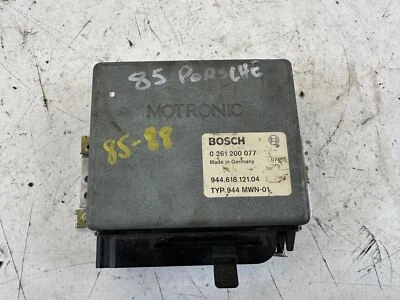 85 PORSCHE
MOTRONIC
85-88
BOSCH
0 261 200 077
Made in Germany
944.618.121.04
TYP 944 MWN-01